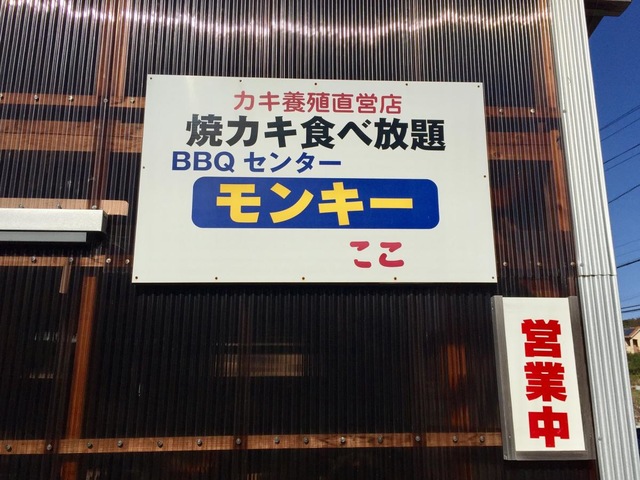 カキ養殖直営店
焼カキ食べ放題
BBQ センター
モンキー
ここ
営業中